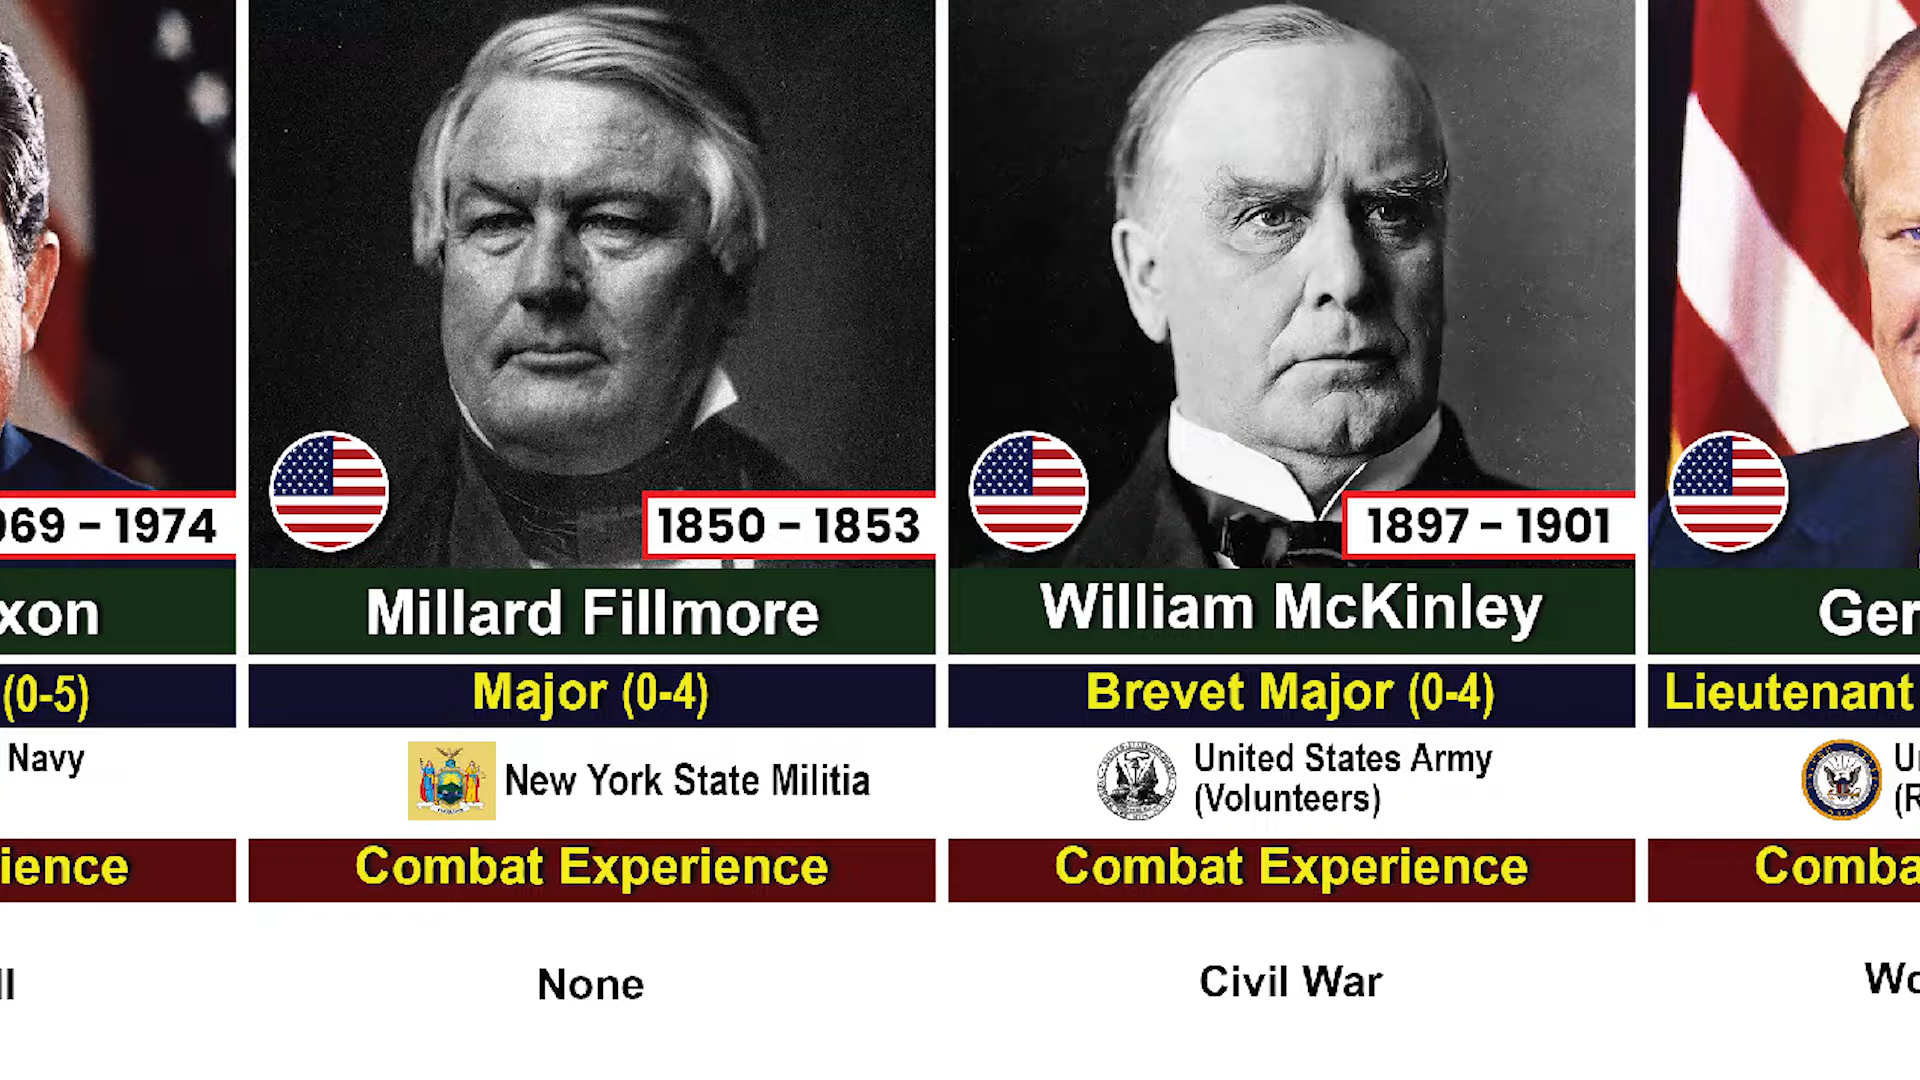 969 – 1974
1850 – 1853
1897 – 1901
xon
Millard Fillmore
William McKinley
Ger
(0-5)
Major (0-4)
Brevet Major (0-4)
Lieutenant
Navy
New York State Militia
United States Army
(Volunteers)
U
(R
ience
Combat Experience
Combat Experience
Comba
ll
None
Civil War
Wo